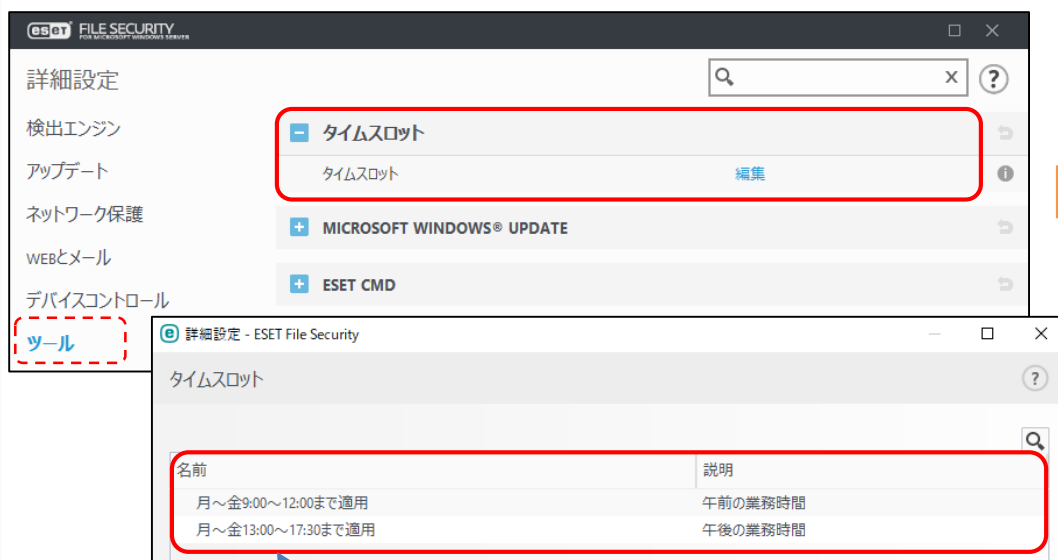 eset FILE SECURITY
FOR MICROSOFT WINDOWS SERVER
詳細設定
x
?
検出エンジン
アップデート
ネットワーク保護
WEBとメール
デバイスコントロール
ツール
タイムスロット
タイムスロット 編集
i
MICROSOFT WINDOWS® UPDATE
ESET CMD
e 詳細設定 - ESET File Security
タイムスロット
?
名前 説明
月～金9:00～12:00まで適用 午前の業務時間
月～金13:00～17:30まで適用 午後の業務時間